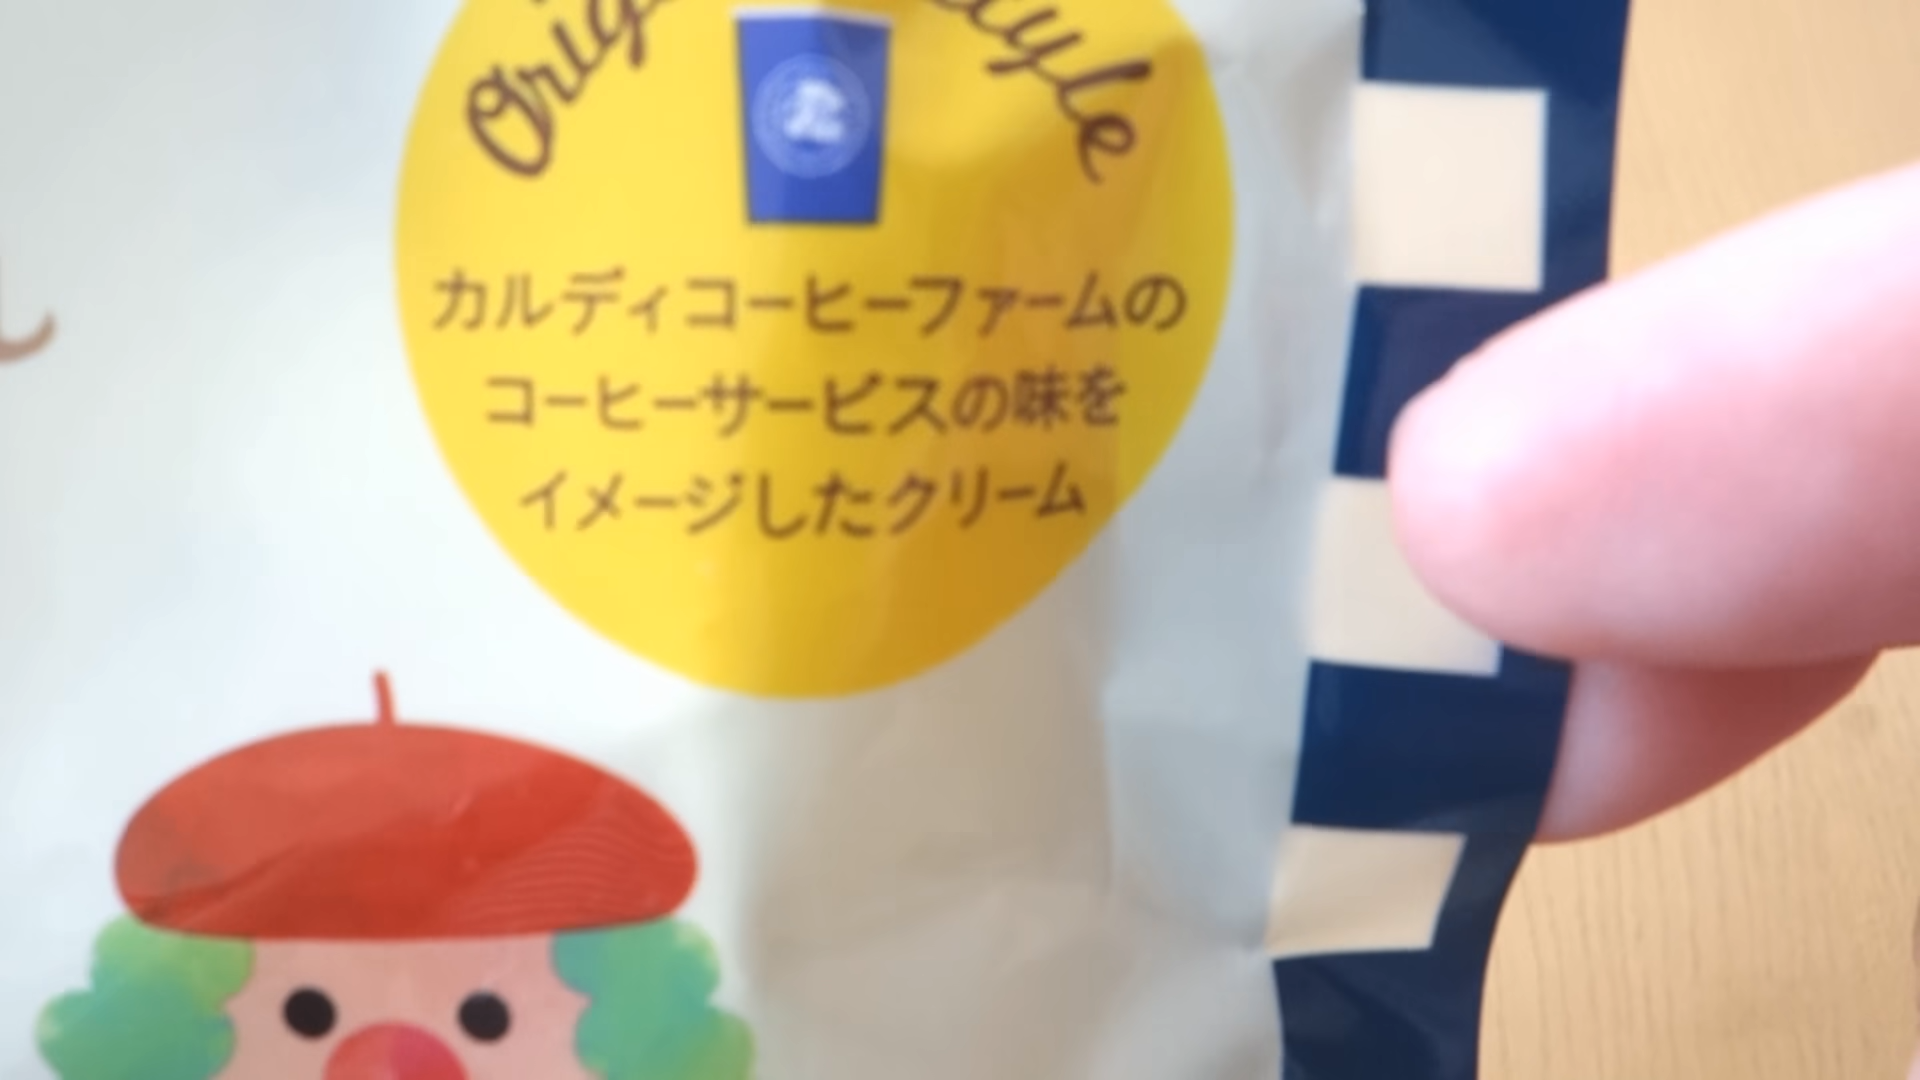 カルディコーヒーファームの
コーヒーサービスの味を
イメージしたクリーム